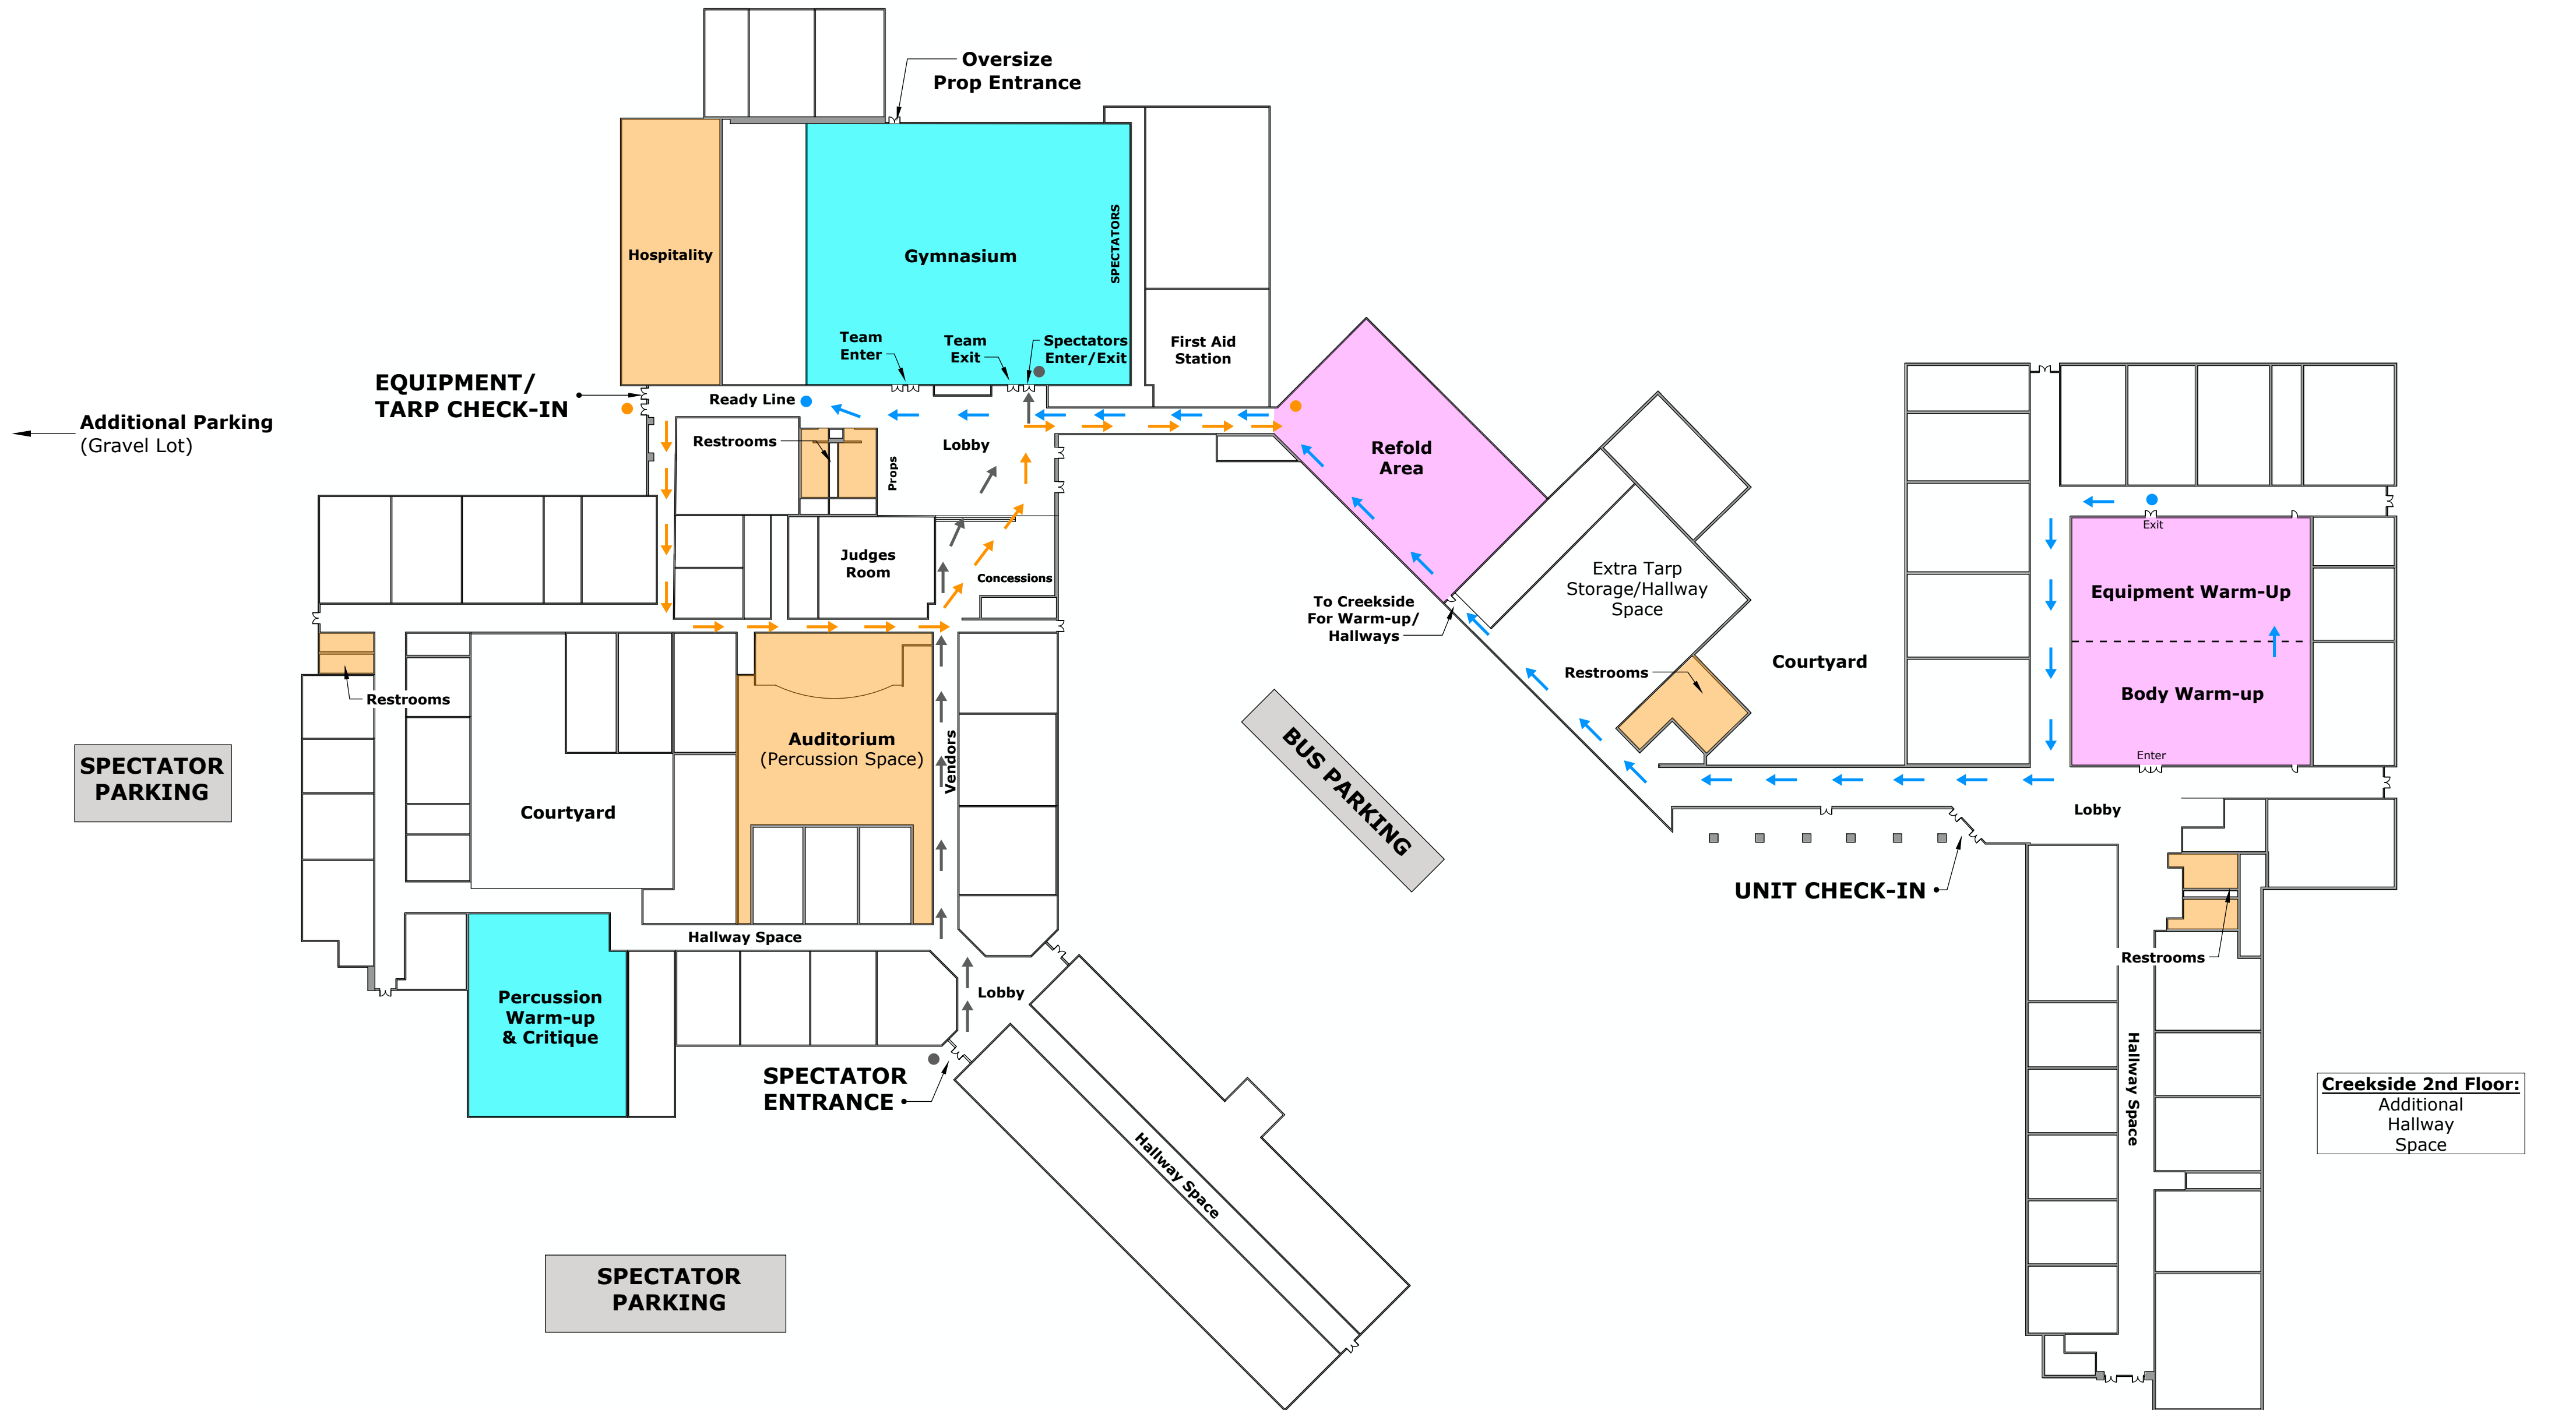 Oversize
Prop Entrance
Hospitality
Gymnasium
SPECTATORS
Team
Enter
Team
Exit
Spectators
Enter/Exit
First Aid
Station
EQUIPMENT/
TARP CHECK-IN
Ready Line
Additional Parking
(Gravel Lot)
Restrooms
Props
Lobby
Refold
Area
Judges
Room
Concessions
To Creekside
For Warm-up/
Hallways
Extra Tarp
Storage/Hallway
Space
Restrooms
Courtyard
Exit
Equipment Warm-Up
Body Warm-up
Enter
Lobby
Restrooms
SPECTATOR
PARKING
Courtyard
Auditorium
(Percussion Space)
Vendors
BUS PARKING
UNIT CHECK-IN
Hallway Space
Restrooms
Percussion
Warm-up
& Critique
Lobby
SPECTATOR
ENTRANCE
Hallway Space
Hallway Space
Creekside 2nd Floor:
Additional
Hallway
Space
SPECTATOR
PARKING